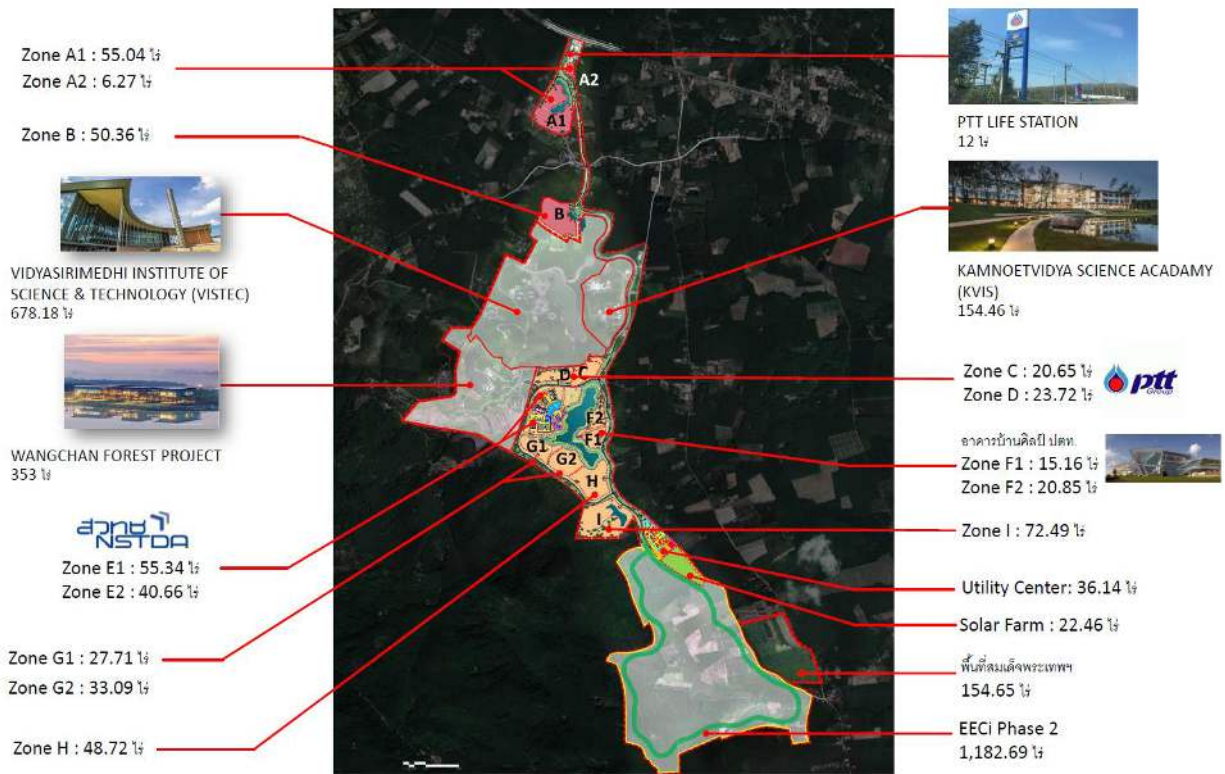 Zone A1 : 55.04 ไร่
Zone A2 : 6.27 ไร่
Zone B : 50.36 ไร่
VIDYASIRIMEDHI INSTITUTE OF
SCIENCE & TECHNOLOGY (VISTEC)
678.18 ไร่
WANGCHAN FOREST PROJECT
353 ไร่
สวทช
NSTDA
Zone E1 : 55.34 ไร่
Zone E2 : 40.66 ไร่
Zone G1 : 27.71 ไร่
Zone G2 : 33.09 ไร่
Zone H : 48.72 ไร่
A2
A1
B
D C
F2
F1
G1
G2
H
I
PTT LIFE STATION
12 ไร่
KAMNOETVIDYA SCIENCE ACADAMY
(KVIS)
154.46 ไร่
Zone C : 20.65 ไร่
Zone D : 23.72 ไร่
ptt
Group
อาคารบ้านศิลป์ ปตท.
Zone F1 : 15.16 ไร่
Zone F2 : 20.85 ไร่
Zone I : 72.49 ไร่
Utility Center: 36.14 ไร่
Solar Farm : 22.46 ไร่
พื้นที่สมเด็จพระเทพฯ
154.65 ไร่
EECi Phase 2
1,182.69 ไร่